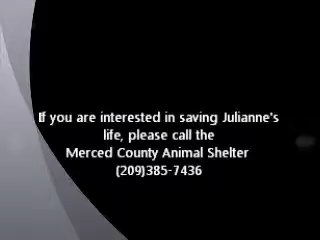 If you are interested in saving Julianne's
life, please call the
Merced County Animal Shelter
(209)385-7436